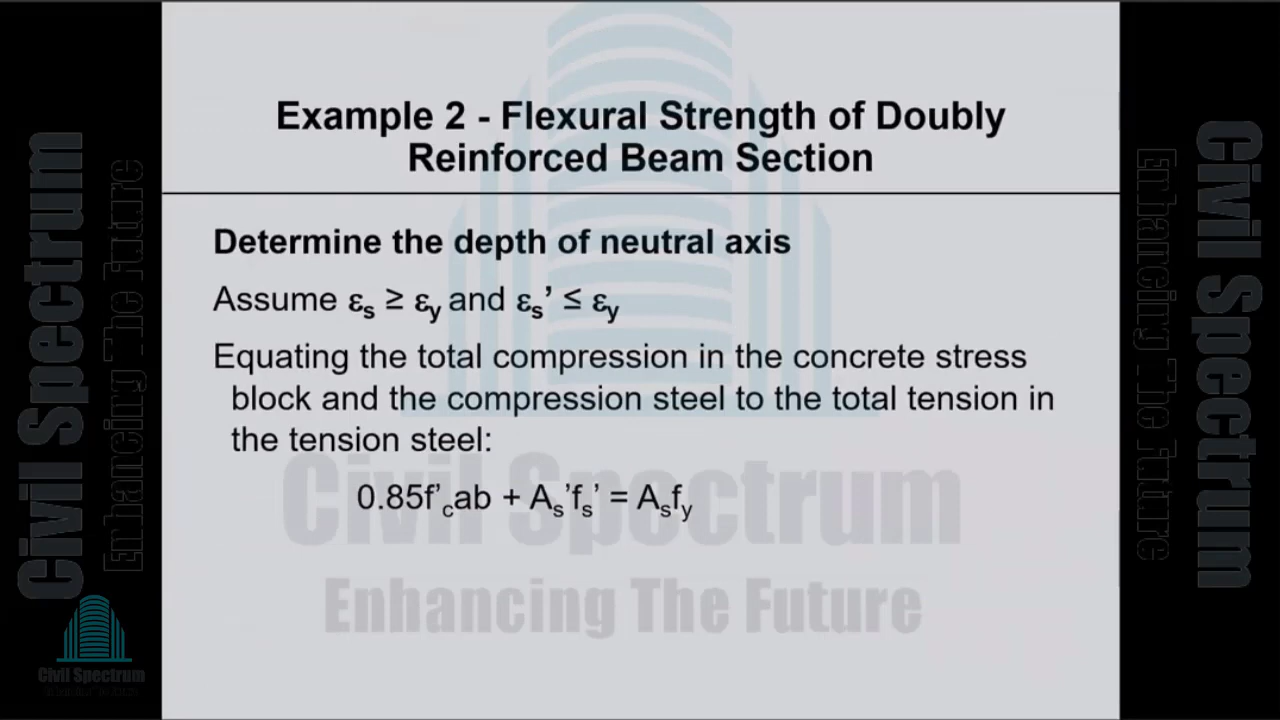 Example 2 - Flexural Strength of Doubly
Reinforced Beam Section
Determine the depth of neutral axis
Assume εs ≥ εy and εs’ ≤ εy
Equating the total compression in the concrete stress
block and the compression steel to the total tension in
the tension steel:
0.85f’cab + As’fs’ = Asfy
Civil Spectrum
Enhancing The Future
Civil Spectrum
Enhancing The Future
Civil Spectrum
Enhancing The Future
Civil Spectrum